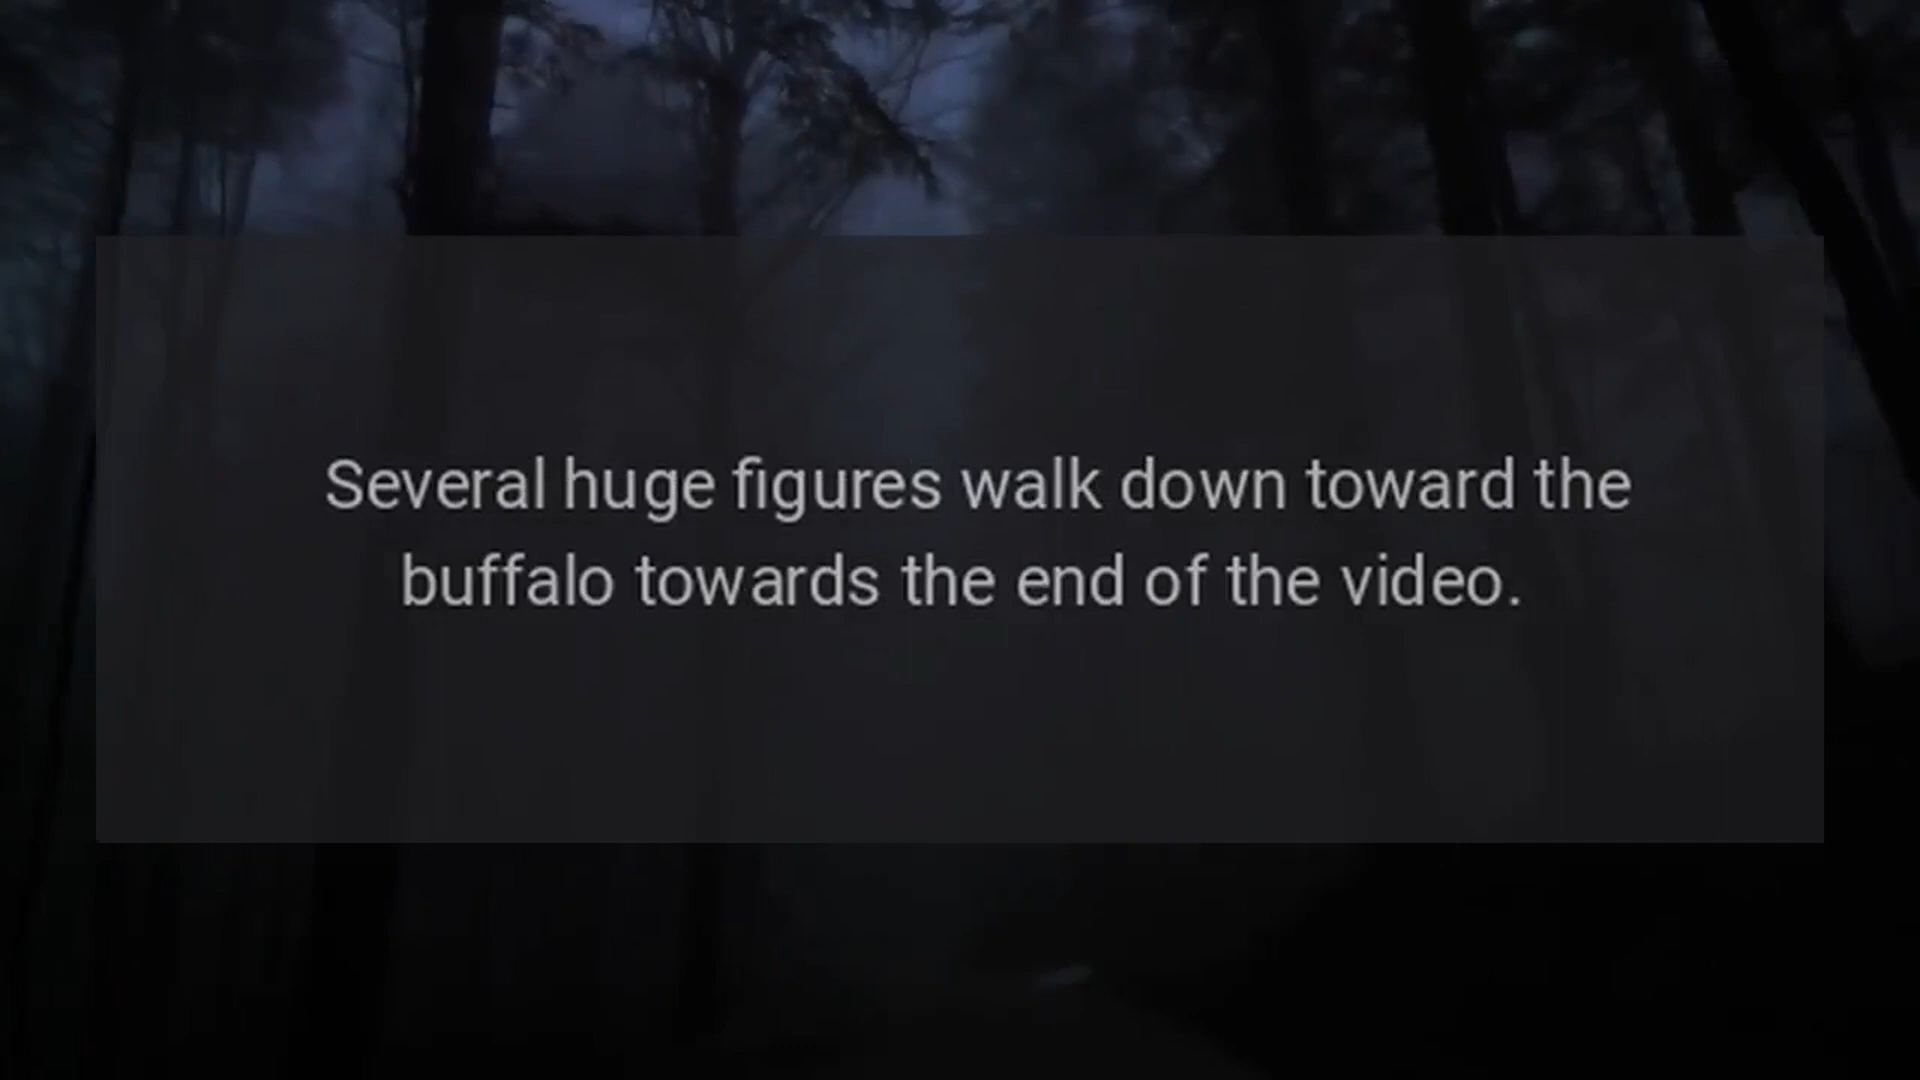 Several huge figures walk down toward the
buffalo towards the end of the video.